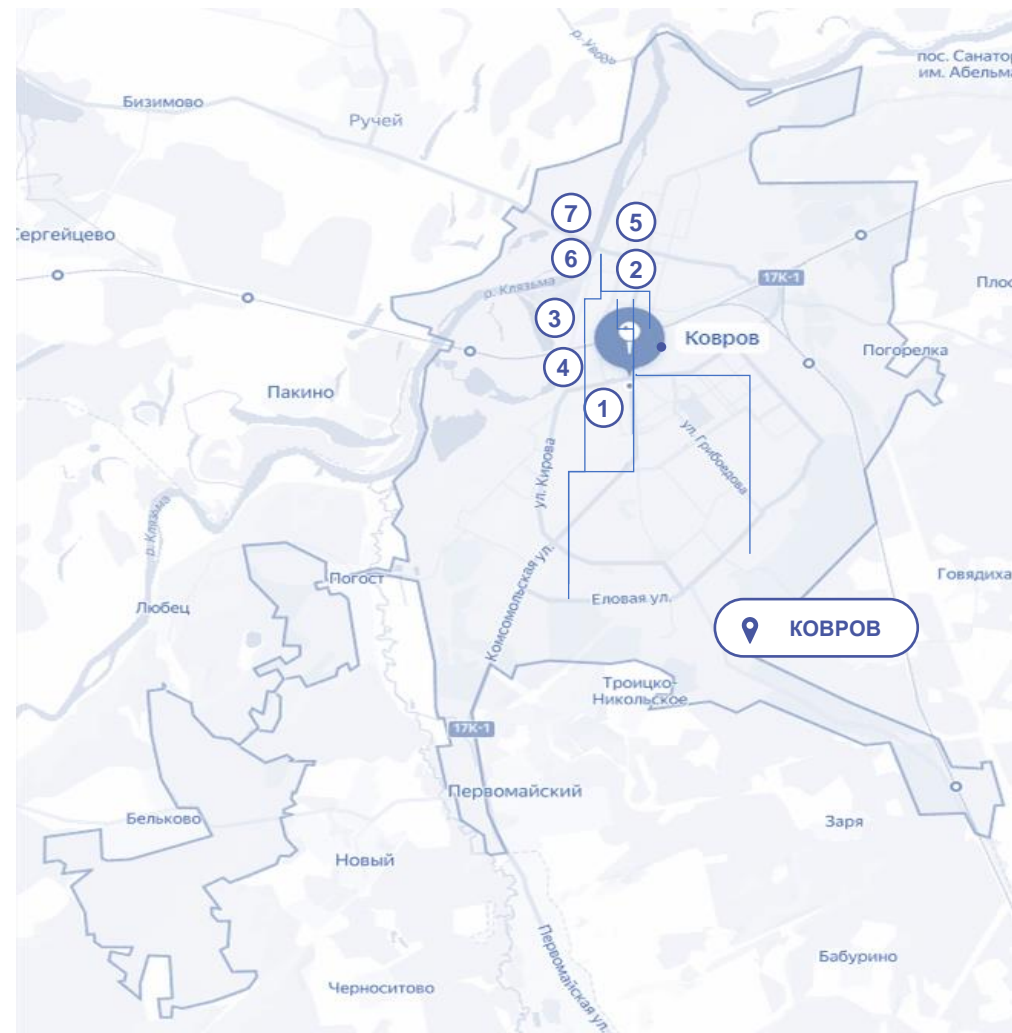 р. Уводь
пос. Санатор
им. Абельма
Бизимово
Ручей
7
5
Сергейцево
6
2
17К-1
р. Клязьма
Плос
3
Ковров
Погорелка
4
Пакино
1
ул. Грибоедова
ул. Кирова
р. Клязьма
Комсомольская ул.
Погост
Говядиха
Любец
Еловая ул.
КОВРОВ
Троицко-
Никольское
17К-1
Первомайский
Бельково
Заря
Новый
Первомайская ул.
Бабурино
Черноситово